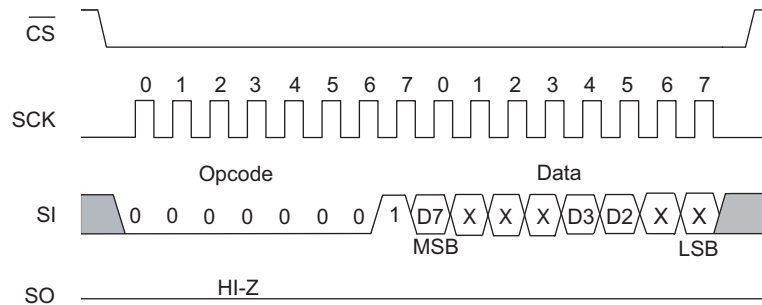 CS
0 1 2 3 4 5 6 7 0 1 2 3 4 5 6 7
SCK
Opcode Data
SI 0 0 0 0 0 0 0 1 D7 X X X D3 D2 X X
MSB LSB
HI-Z
SO